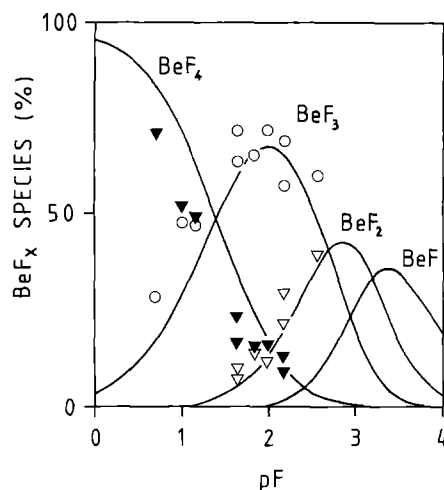 100
50
0
BeFₓ SPECIES (%)
BeF₄
BeF₃
BeF₂
BeF
0 1 2 3 4
pF